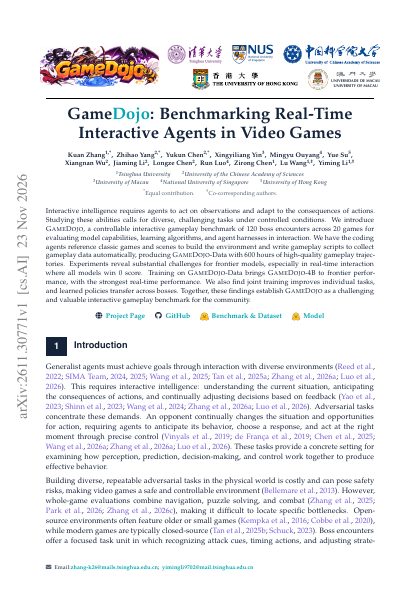 GameDojo
清华大学
Tsinghua University
NUS
National University
of Singapore
中国科学院大学
University of Chinese Academy of Sciences
香港大學
THE UNIVERSITY OF HONG KONG
澳門大學
UNIVERSIDADE DE MACAU
UNIVERSITY OF MACAU
GameDojo: Benchmarking Real-Time
Interactive Agents in Video Games
Kuan Zhang¹,*, Zhihao Yang²,*, Yukun Chen²,*, Xingyiliang Yin³, Mingyu Ouyang⁴, Yue Su⁵,
Xiangnan Wu², Jiaming Li², Longze Chen², Run Luo⁴, Zirong Chen¹, Lu Wang⁵,†, Yiming Li¹,†
¹Tsinghua University ²University of the Chinese Academy of Sciences
³University of Macau ⁴National University of Singapore ⁵University of Hong Kong
*Equal contribution †Co-corresponding authors
Interactive intelligence requires agents to act on observations and adapt to the consequences of actions.
Studying these abilities calls for diverse, challenging tasks under controlled conditions. We introduce
GAMEDOJO, a controllable interactive gameplay benchmark of 120 boss encounters across 20 games for
evaluating model capabilities, learning algorithms, and agent harnesses in interaction. We have the coding
agents reference classic games and scenes to build the environment and write gameplay scripts to collect
gameplay data automatically, producing GAMEDOJO-Data with 600 hours of high-quality gameplay trajec-
tories. Experiments reveal substantial challenges for frontier models, especially in real-time interaction
where all models win 0 score. Training on GAMEDOJO-Data brings GAMEDOJO-4B to frontier perfor-
mance, with the strongest real-time performance. We also find joint training improves individual tasks,
and learned policies transfer across bosses. Together, these findings establish GAMEDOJO as a challenging
and valuable interactive gameplay benchmark for the community.
Project Page GitHub Benchmark & Dataset Model
1 Introduction
Generalist agents must achieve goals through interaction with diverse environments (Reed et al.,
2022; SIMA Team, 2024, 2025; Wang et al., 2025; Tan et al., 2025a; Zhang et al., 2026a; Luo et al.,
2026). This requires interactive intelligence: understanding the current situation, anticipating
the consequences of actions, and continually adjusting decisions based on feedback (Yao et al.,
2023; Shinn et al., 2023; Wang et al., 2024; Zhang et al., 2026a; Luo et al., 2026). Adversarial tasks
concentrate these demands. An opponent continually changes the situation and opportunities
for action, requiring agents to anticipate its behavior, choose a response, and act at the right
moment through precise control (Vinyals et al., 2019; de França et al., 2019; Chen et al., 2025;
Wang et al., 2026a; Zhang et al., 2026a; Luo et al., 2026). These tasks provide a concrete setting for
examining how perception, prediction, decision-making, and control work together to produce
effective behavior.
Building diverse, repeatable adversarial tasks in the physical world is costly and can pose safety
risks, making video games a safe and controllable environment (Bellemare et al., 2013). However,
whole-game evaluations combine navigation, puzzle solving, and combat (Zhang et al., 2025;
Park et al., 2026; Zhang et al., 2026c), making it difficult to locate specific bottlenecks. Open-
source environments often feature older or small games (Kempka et al., 2016; Cobbe et al., 2020),
while modern games are typically closed-source (Tan et al., 2025b; Schuck, 2023). Boss encounters
offer a focused task unit in which recognizing attack cues, timing actions, and adjusting strate-
Email:zhang-k26@mails.tsinghua.edu.cn; yimingli9702@mail.tsinghua.edu.cn
arXiv:2611.30771v1 [cs.AI] 23 Nov 2026